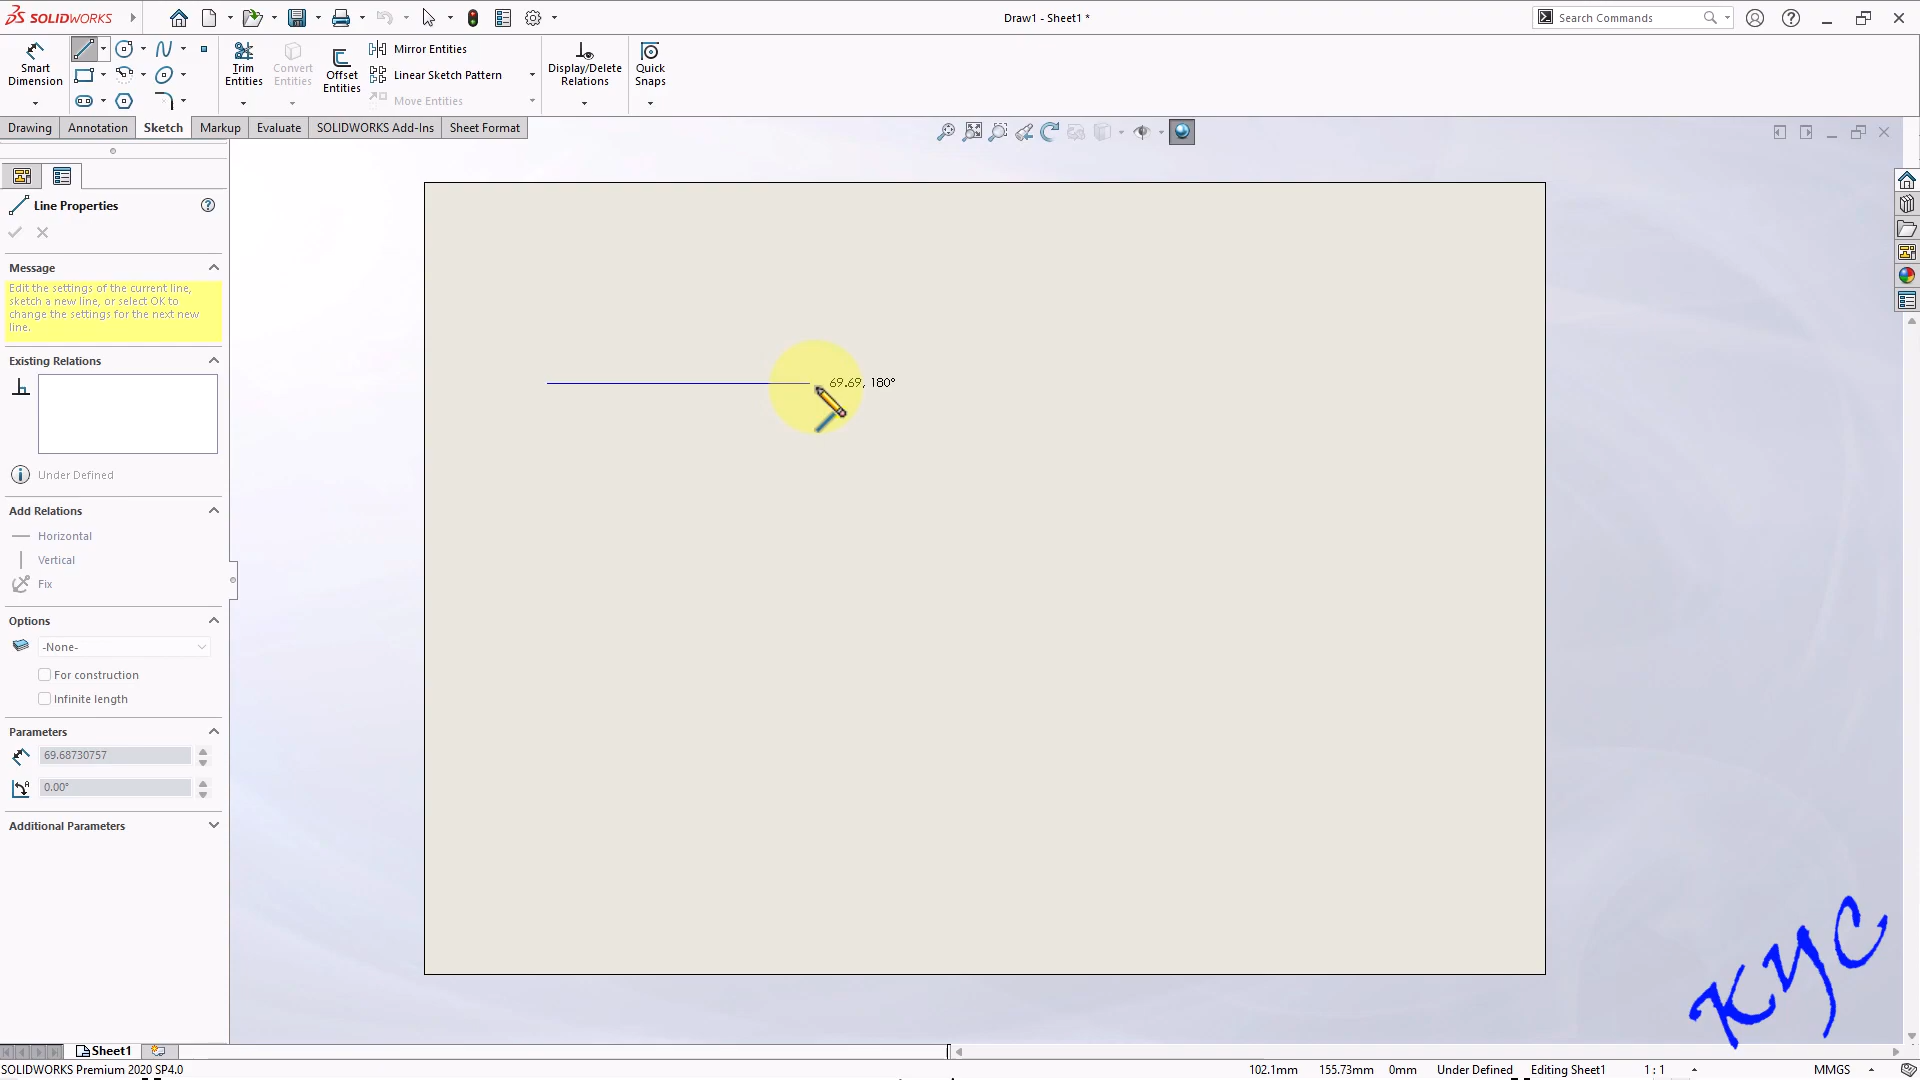 SOLIDWORKS
Draw1 - Sheet1 *
Search Commands
Smart Dimension
Trim Entities
Convert Entities
Offset Entities
Mirror Entities
Linear Sketch Pattern
Move Entities
Display/Delete Relations
Quick Snaps
Drawing
Annotation
Sketch
Markup
Evaluate
SOLIDWORKS Add-Ins
Sheet Format
Line Properties
Message
Edit the settings of the current line,
sketch a new line, or select OK to
change the settings for the next new
line.
Existing Relations
Under Defined
Add Relations
Horizontal
Vertical
Fix
Options
-None-
For construction
Infinite length
Parameters
69.68730757
0.00°
Additional Parameters
69.69, 180°
KYC
Sheet1
SOLIDWORKS Premium 2020 SP4.0
102.1mm
155.73mm
0mm
Under Defined
Editing Sheet1
1 : 1
MMGS